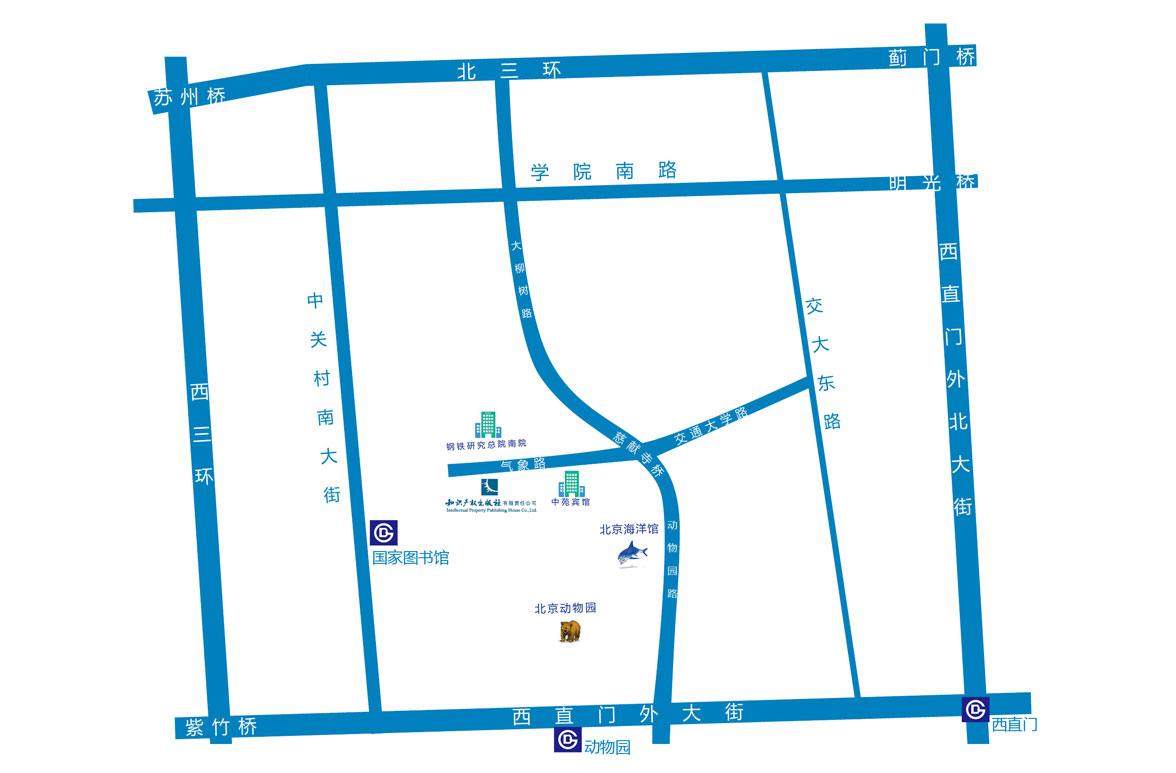 北三环
蓟门桥
苏州桥
学院南路
明光桥
大柳树路
西直门外北大街
中关村南大街
交大东路
西三环
交通大学路
慈献寺桥
钢铁研究总院南院
气象路
知识产权出版社有限责任公司
Intellectual Property Publishing House Co.,Ltd.
中苑宾馆
北京海洋馆
动物园路
国家图书馆
北京动物园
西直门外大街
紫竹桥
西直门
动物园